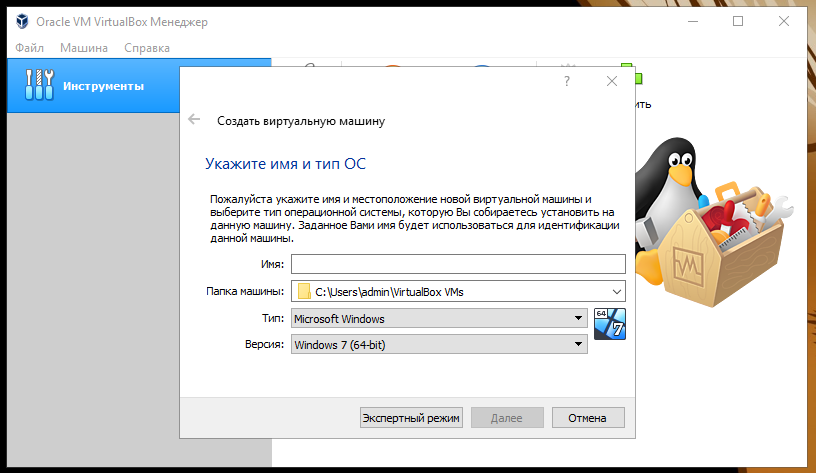 Oracle VM VirtualBox Менеджер
Файл Машина Справка
Инструменты
?
ить
Создать виртуальную машину
Укажите имя и тип ОС
Пожалуйста укажите имя и местоположение новой виртуальной машины и
выберите тип операционной системы, которую Вы собираетесь установить на
данную машину. Заданное Вами имя будет использоваться для идентификации
данной машины.
Имя:
Папка машины: C:\Users\admin\VirtualBox VMs
Тип: Microsoft Windows
64
7
Версия: Windows 7 (64-bit)
Экспертный режим Далее Отмена